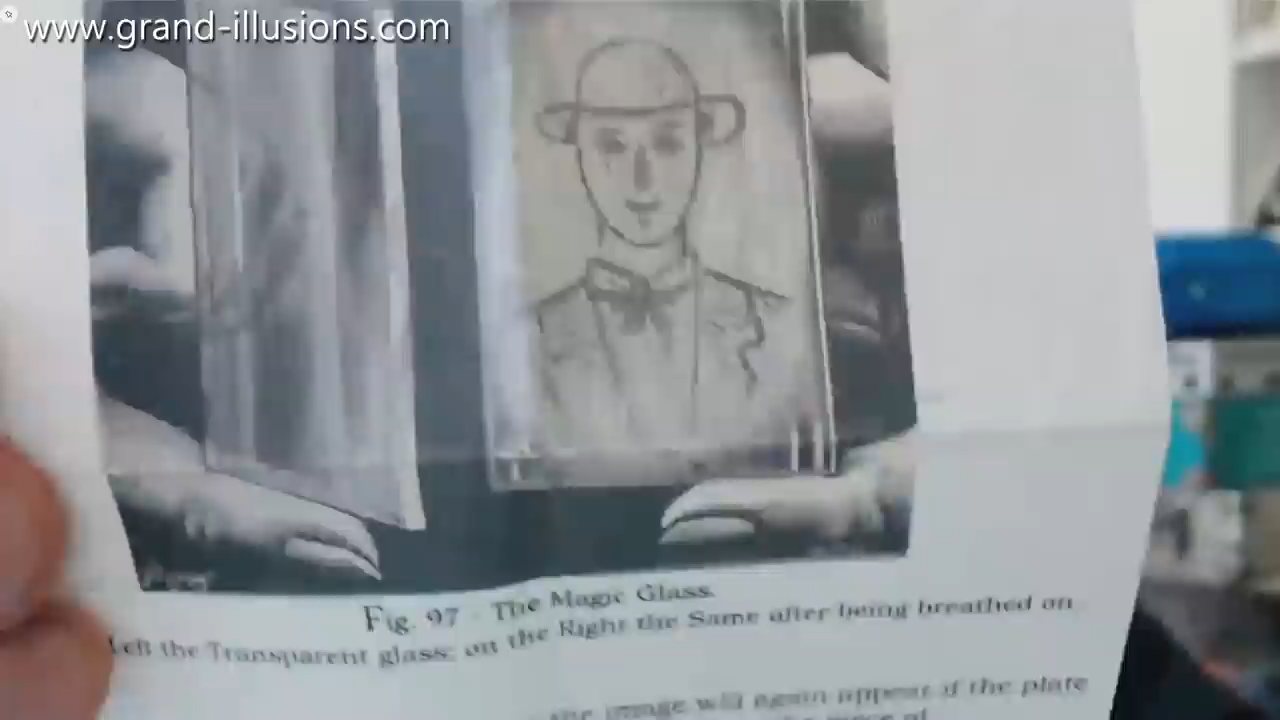 www.grand-illusions.com
Fig. 97 - The Magic Glass.
Left the Transparent glass; on the Right the Same after being breathed on.
the image will again appear if the plate